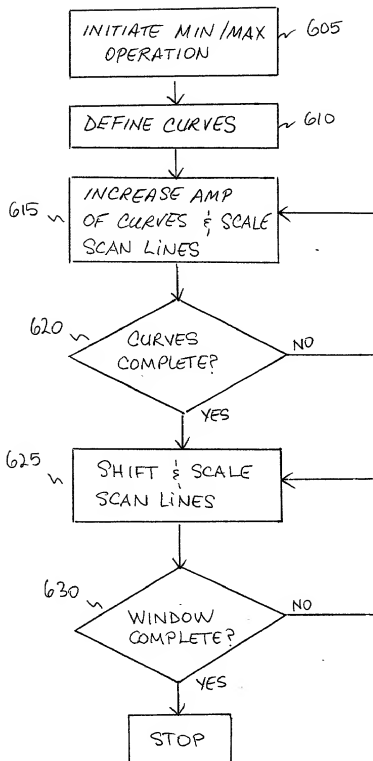 INITIATE MIN/MAX
OPERATION
605
DEFINE CURVES
610
615
INCREASE AMP
OF CURVES & SCALE
SCAN LINES
620
CURVES
COMPLETE?
NO
YES
625
SHIFT & SCALE
SCAN LINES
630
WINDOW
COMPLETE?
NO
YES
STOP